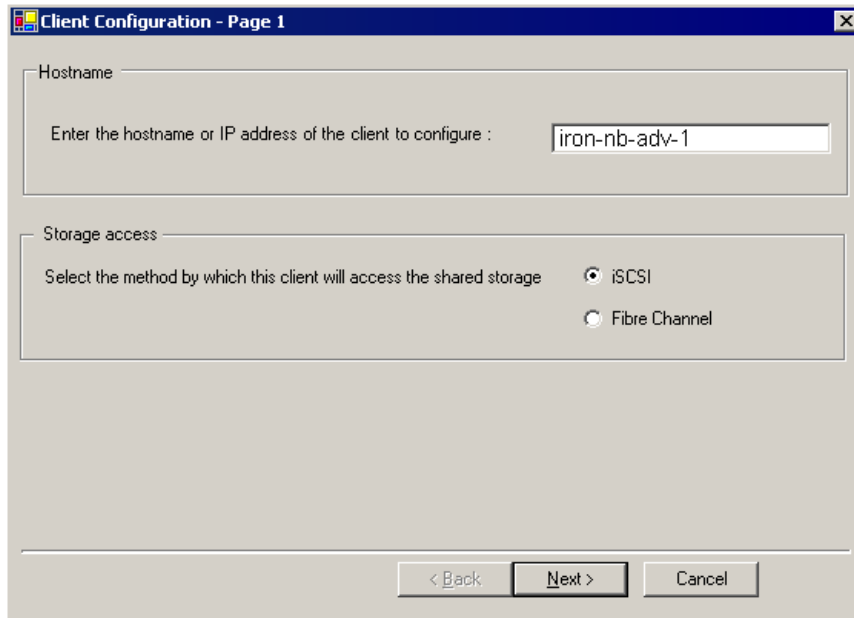 Client Configuration - Page 1
Hostname
Enter the hostname or IP address of the client to configure :
iron-nb-adv-1
Storage access
Select the method by which this client will access the shared storage
iSCSI
Fibre Channel
< Back
Next >
Cancel